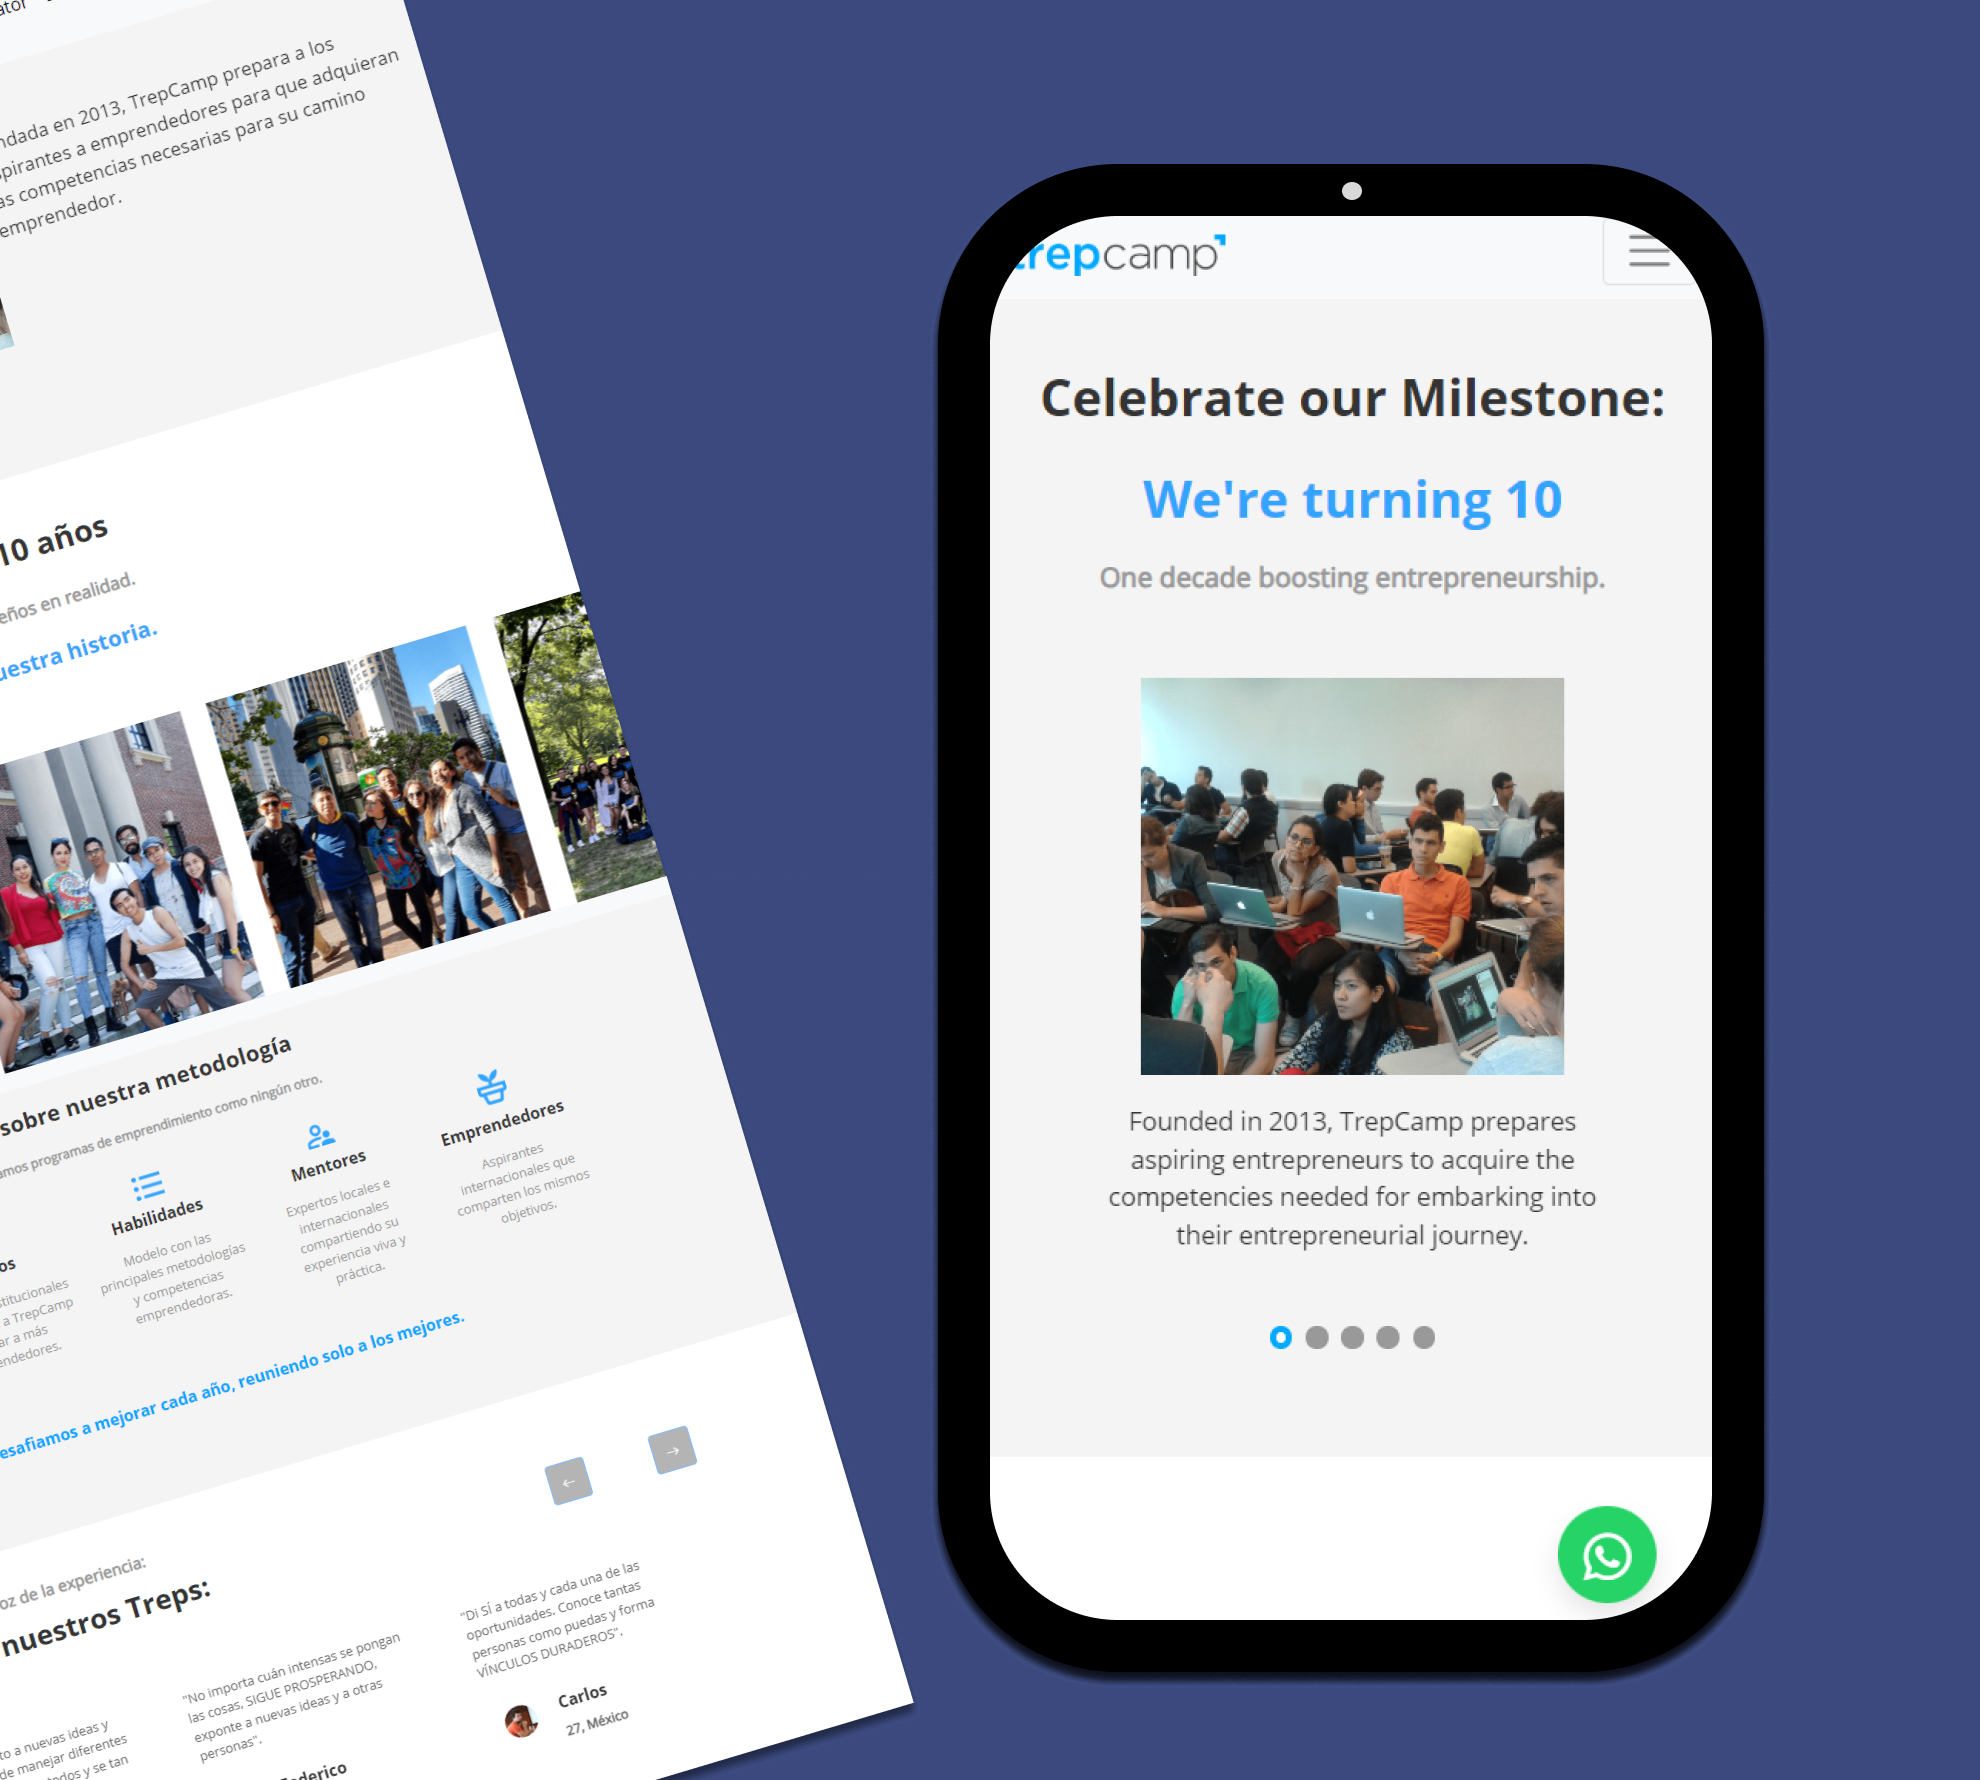 ndada en 2013, TrepCamp prepara a los
spirantes a emprendedores para que adquieran
as competencias necesarias para su camino
emprendedor.
10 años
eños en realidad.
uestra historia.
sobre nuestra metodología
amos programas de emprendimiento como ningún otro.
os
stitucionales
a TrepCamp
ar a más
endedores.
Habilidades
Modelo con las
principales metodologías
y competencias
emprendedoras.
Mentores
Expertos locales e
internacionales
compartiendo su
experiencia viva y
práctica.
Emprendedores
Aspirantes
internacionales que
comparten los mismos
objetivos.
esafiamos a mejorar cada año, reuniendo solo a los mejores.
← →
oz de la experiencia:
nuestros Treps:
to a nuevas ideas y
de manejar diferentes
y se tan
"No importa cuán intensas se pongan
las cosas, SIGUE PROSPERANDO,
exponte a nuevas ideas y a otras
personas".
ederico
"Di SÍ a todas y cada una de las
oportunidades. Conoce tantas
personas como puedas y forma
VÍNCULOS DURADEROS".
Carlos
27, México
trepcamp
Celebrate our Milestone:
We're turning 10
One decade boosting entrepreneurship.
Founded in 2013, TrepCamp prepares
aspiring entrepreneurs to acquire the
competencies needed for embarking into
their entrepreneurial journey.